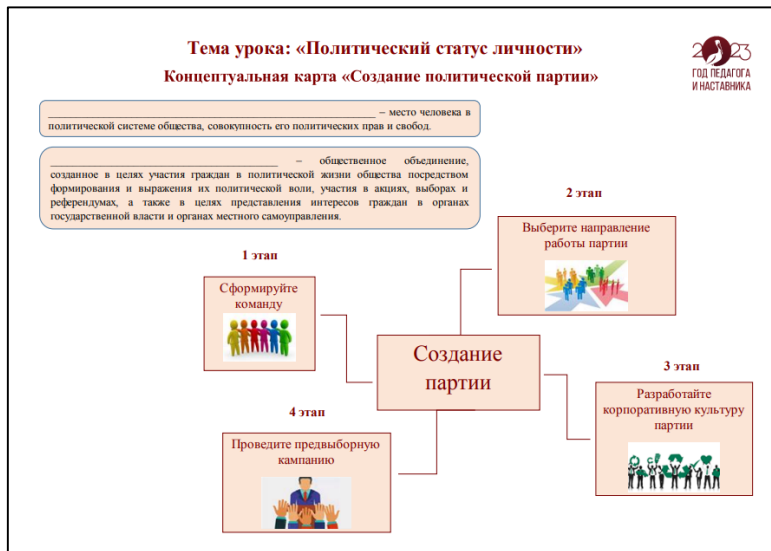 Тема урока: «Политический статус личности»
Концептуальная карта «Создание политической партии»
2023
ГОД ПЕДАГОГА
И НАСТАВНИКА
______________________________ – место человека в
политической системе общества, совокупность его политических прав и свобод.
______________________________ – общественное объединение,
созданное в целях участия граждан в политической жизни общества посредством
формирования и выражения их политической воли, участия в акциях, выборах и
референдумах, а также в целях представления интересов граждан в органах
государственной власти и органах местного самоуправления.
2 этап
Выберите направление
работы партии
1 этап
Сформируйте
команду
Создание
партии
3 этап
Разработайте
корпоративную культуру
партии
4 этап
Проведите предвыборную
кампанию